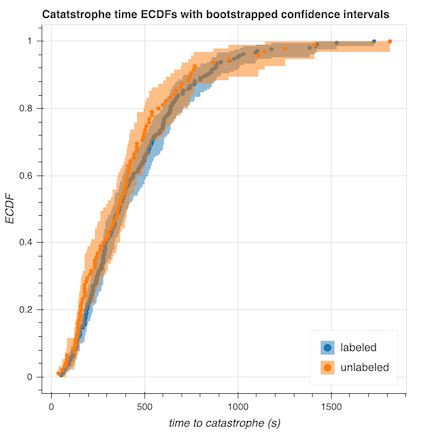 Catatstrophe time ECDFs with bootstrapped confidence intervals
1
0.8
0.6
0.4
0.2
0
ECDF
0
500
1000
1500
time to catastrophe (s)
labeled
unlabeled